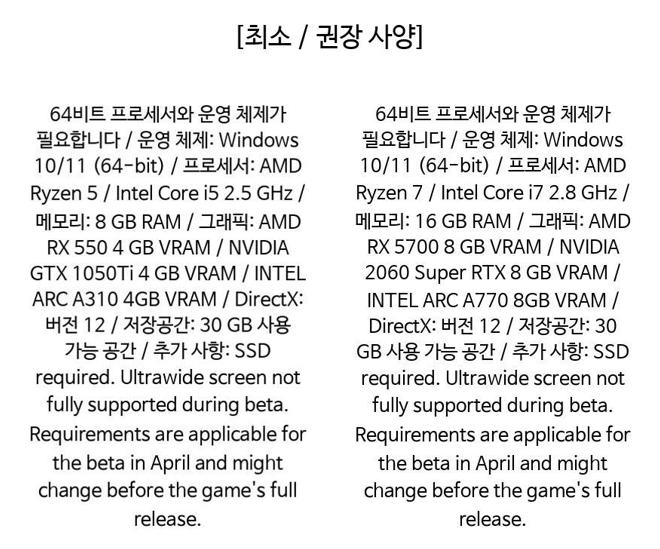 [최소 / 권장 사양]
64비트 프로세서와 운영 체제가
필요합니다 / 운영 체제: Windows
10/11 (64-bit) / 프로세서: AMD
Ryzen 5 / Intel Core i5 2.5 GHz /
메모리: 8 GB RAM / 그래픽: AMD
RX 550 4 GB VRAM / NVIDIA
GTX 1050Ti 4 GB VRAM / INTEL
ARC A310 4GB VRAM / DirectX:
버전 12 / 저장공간: 30 GB 사용
가능 공간 / 추가 사항: SSD
required. Ultrawide screen not
fully supported during beta.
Requirements are applicable for
the beta in April and might
change before the game's full
release.
64비트 프로세서와 운영 체제가
필요합니다 / 운영 체제: Windows
10/11 (64-bit) / 프로세서: AMD
Ryzen 7 / Intel Core i7 2.8 GHz /
메모리: 16 GB RAM / 그래픽: AMD
RX 5700 8 GB VRAM / NVIDIA
2060 Super RTX 8 GB VRAM /
INTEL ARC A770 8GB VRAM /
DirectX: 버전 12 / 저장공간: 30
GB 사용 가능 공간 / 추가 사항: SSD
required. Ultrawide screen not
fully supported during beta.
Requirements are applicable for
the beta in April and might
change before the game's full
release.